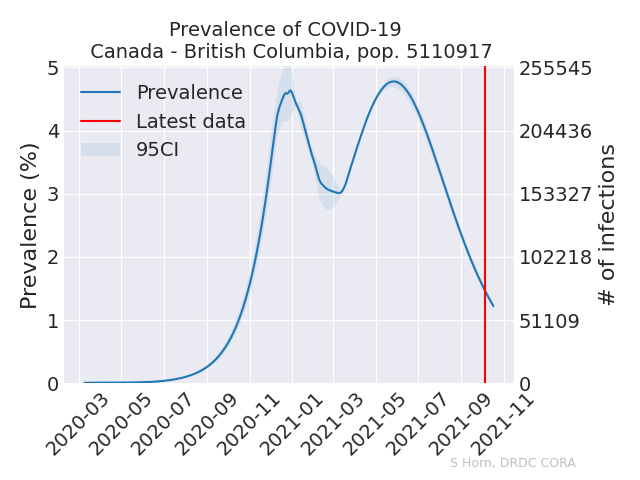 Prevalence of COVID-19
Canada - British Columbia, pop. 5110917
Prevalence
Latest data
95CI
Prevalence (%)
5
4
3
2
1
0
255545
204436
153327
102218
51109
0
# of infections
2020-03
2020-05
2020-07
2020-09
2020-11
2021-01
2021-03
2021-05
2021-07
2021-09
2021-11
S Horn, DRDC CORA